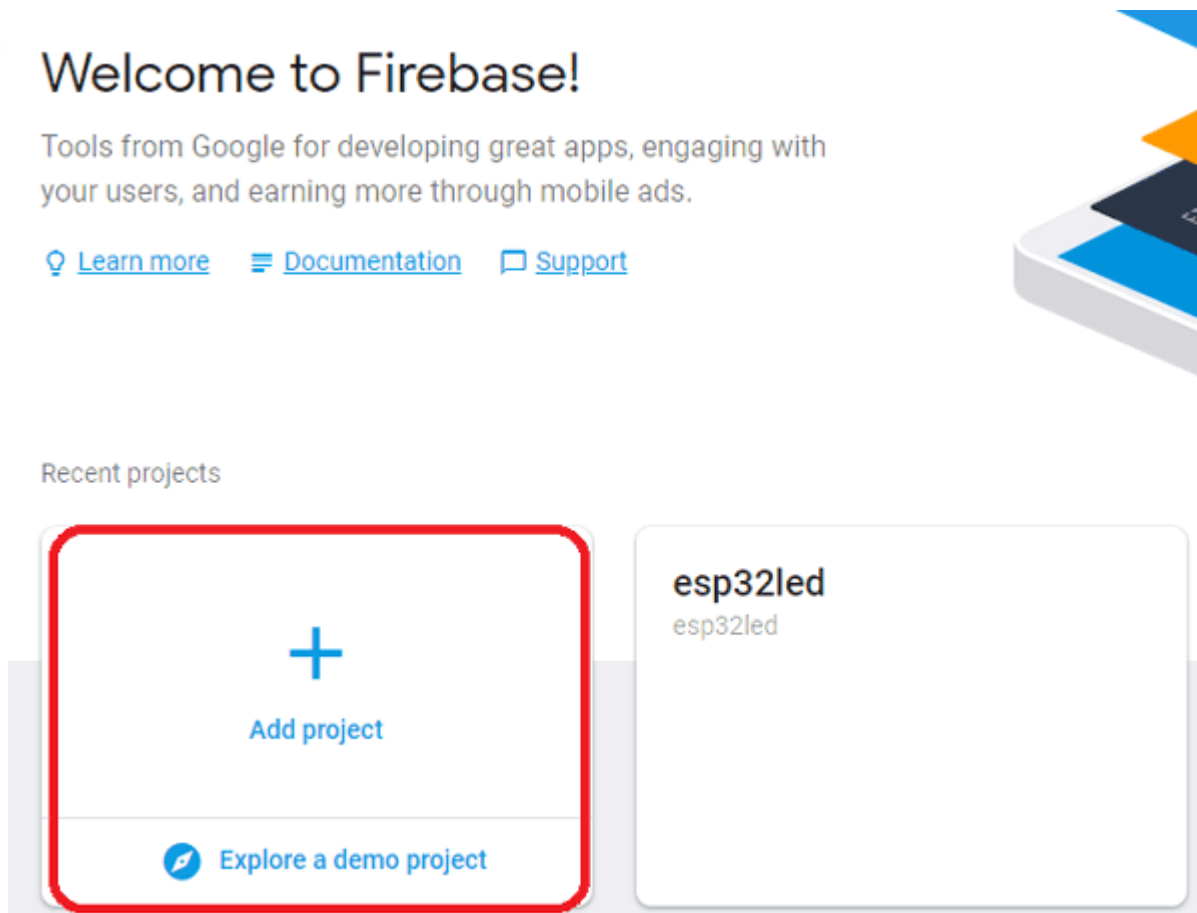 Welcome to Firebase!
Tools from Google for developing great apps, engaging with
your users, and earning more through mobile ads.
Learn more Documentation Support
Recent projects
esp32led
esp32led
Add project
Explore a demo project